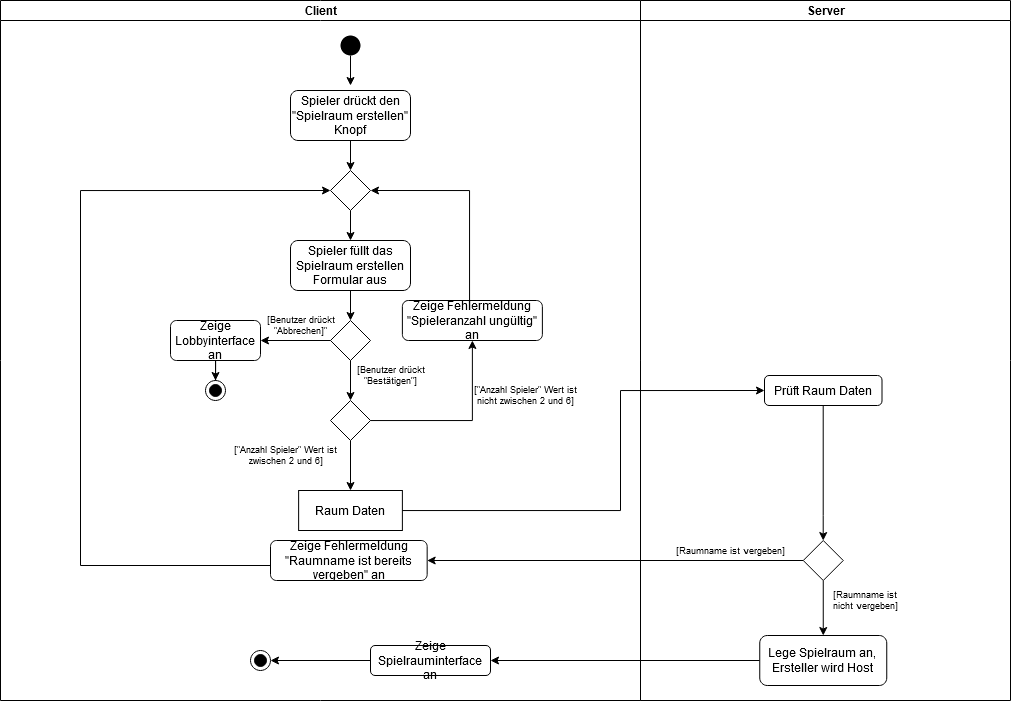 Client
Server
Spieler drückt den
"Spielraum erstellen"
Knopf
Spieler füllt das
Spielraum erstellen
Formular aus
Zeige Fehlermeldung
"Spieleranzahl ungültig"
an
[Benutzer drückt
"Abbrechen]"
Zeige
Lobbyinterface
an
[Benutzer drückt
"Bestätigen"]
["Anzahl Spieler" Wert ist
nicht zwischen 2 und 6]
Prüft Raum Daten
["Anzahl Spieler" Wert ist
zwischen 2 und 6]
Raum Daten
Zeige Fehlermeldung
"Raumname ist bereits
vergeben" an
[Raumname ist vergeben]
[Raumname ist
nicht vergeben]
Zeige
Spielrauminterface
an
Lege Spielraum an,
Ersteller wird Host